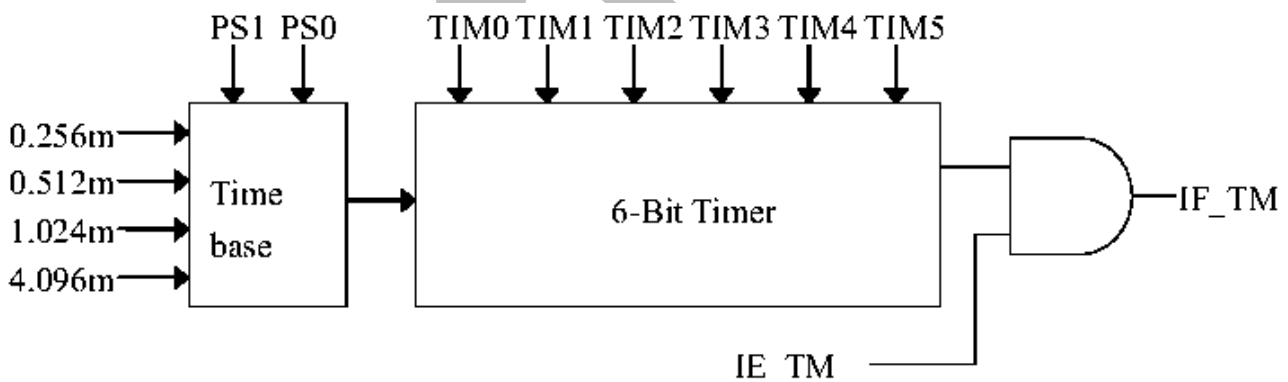 PS1 PS0 TIM0 TIM1 TIM2 TIM3 TIM4 TIM5
0.256m
0.512m
1.024m
4.096m
Time
base
6-Bit Timer
IF_TM
IE_TM